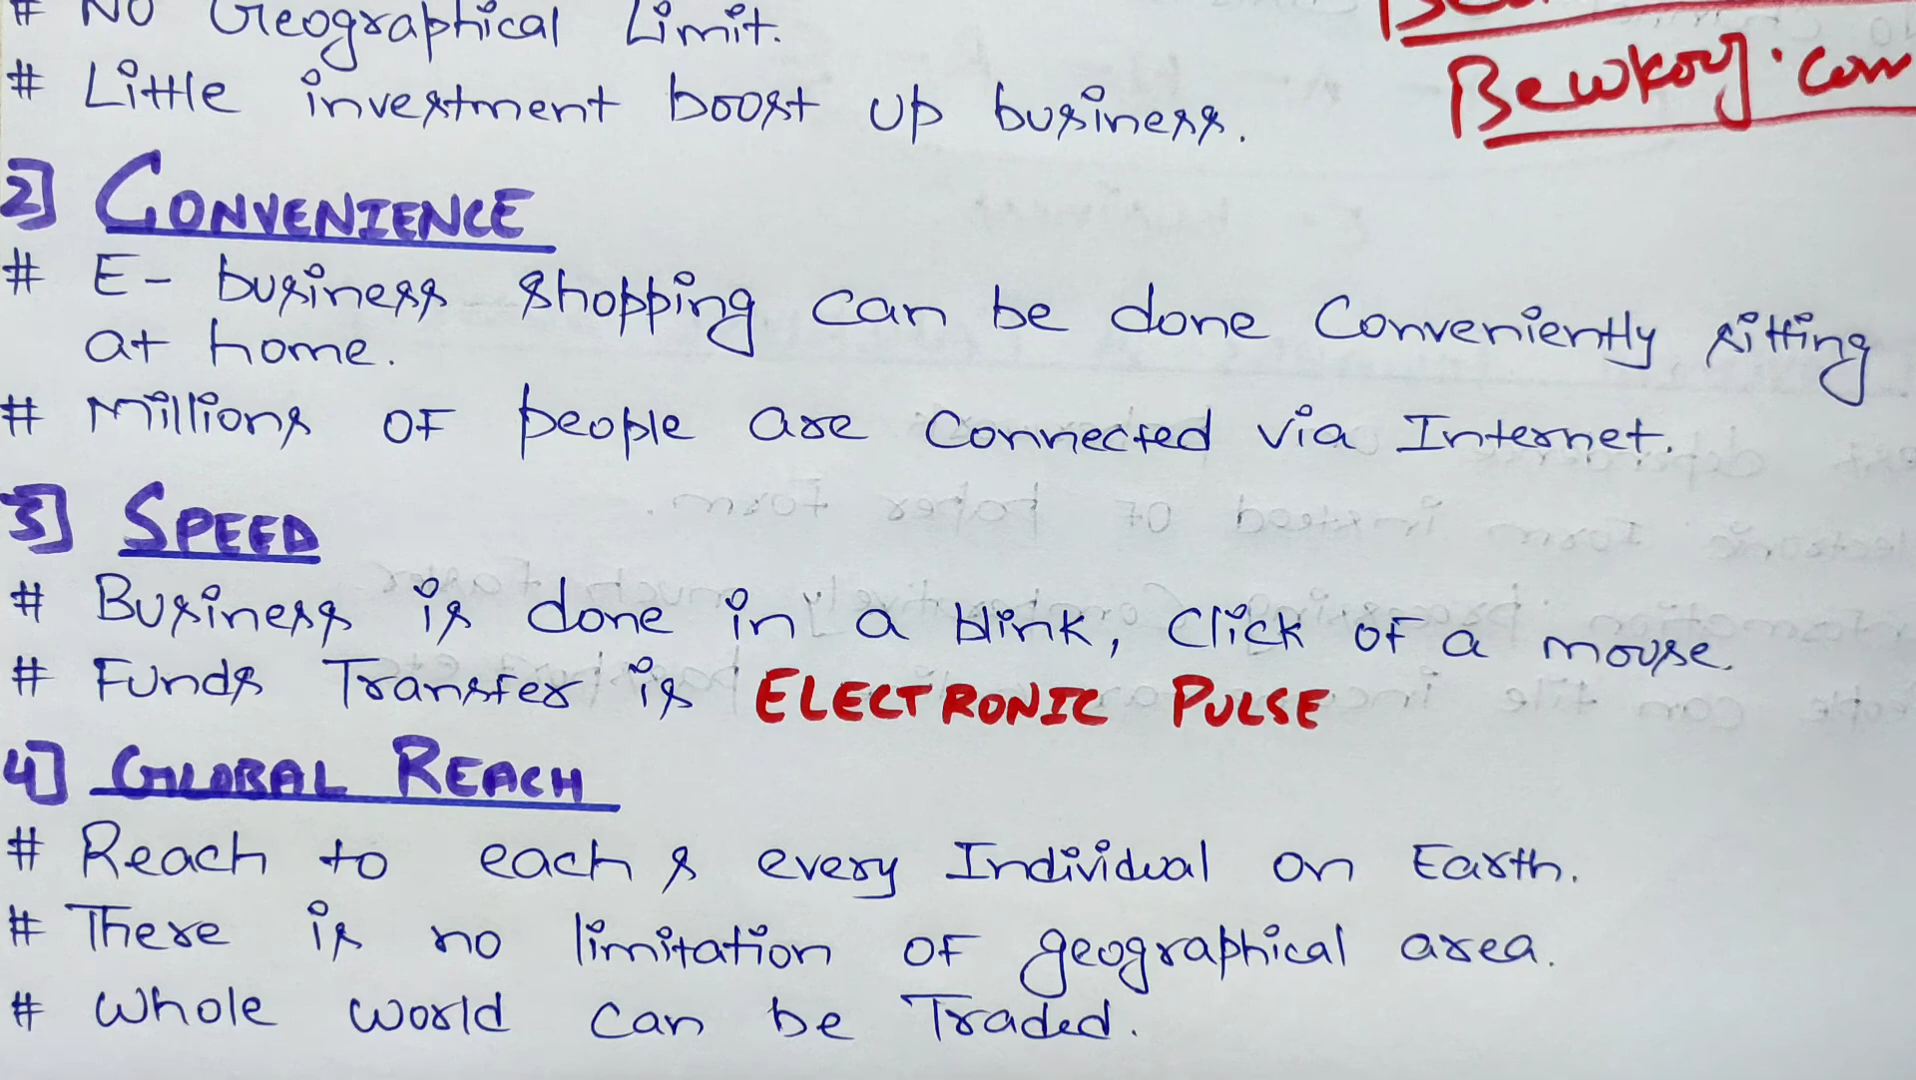 # No Geographical Limit.
# Little investment boost up business.
Bewkoof.com
2] CONVENIENCE
# E- business shopping can be done Conveniently sitting
at home.
# Millions OF people are Connected via Internet.
3] SPEED
# Business is done in a blink, Click OF a mouse.
# Funds Transfer is ELECTRONIC PULSE
4] GLOBAL REACH
# Reach to each & every Individual on Earth.
# There is no limitation OF geographical area.
# Whole world can be Traded.